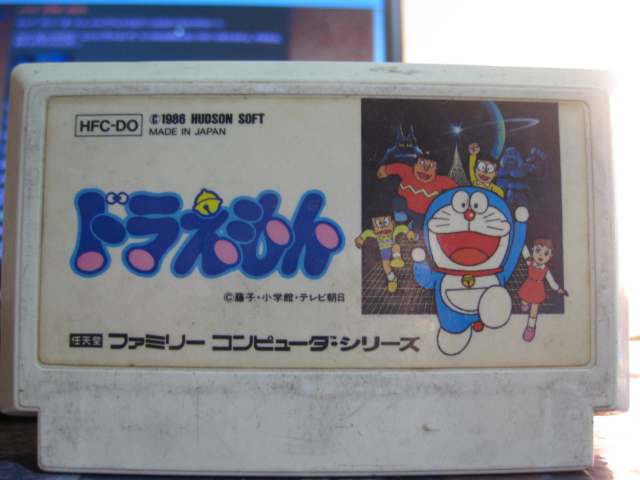 HFC-DO
©1986 HUDSON SOFT
MADE IN JAPAN
ドラえもん
©藤子・小学館・テレビ朝日
任天堂 ファミリー コンピュータ・シリーズ